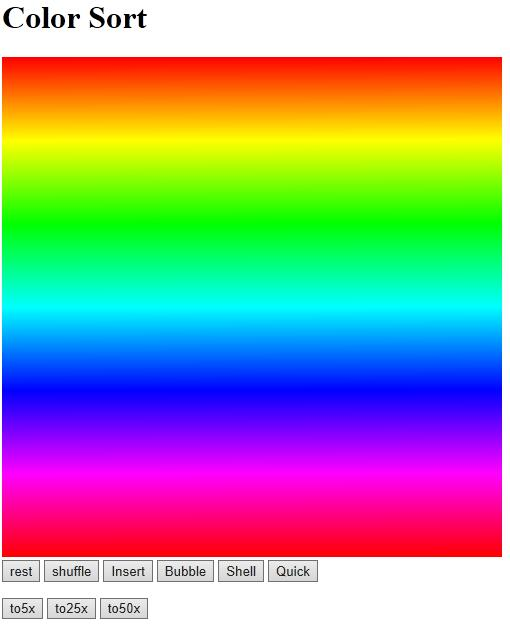 Color Sort
rest shuffle Insert Bubble Shell Quick
to5x to25x to50x